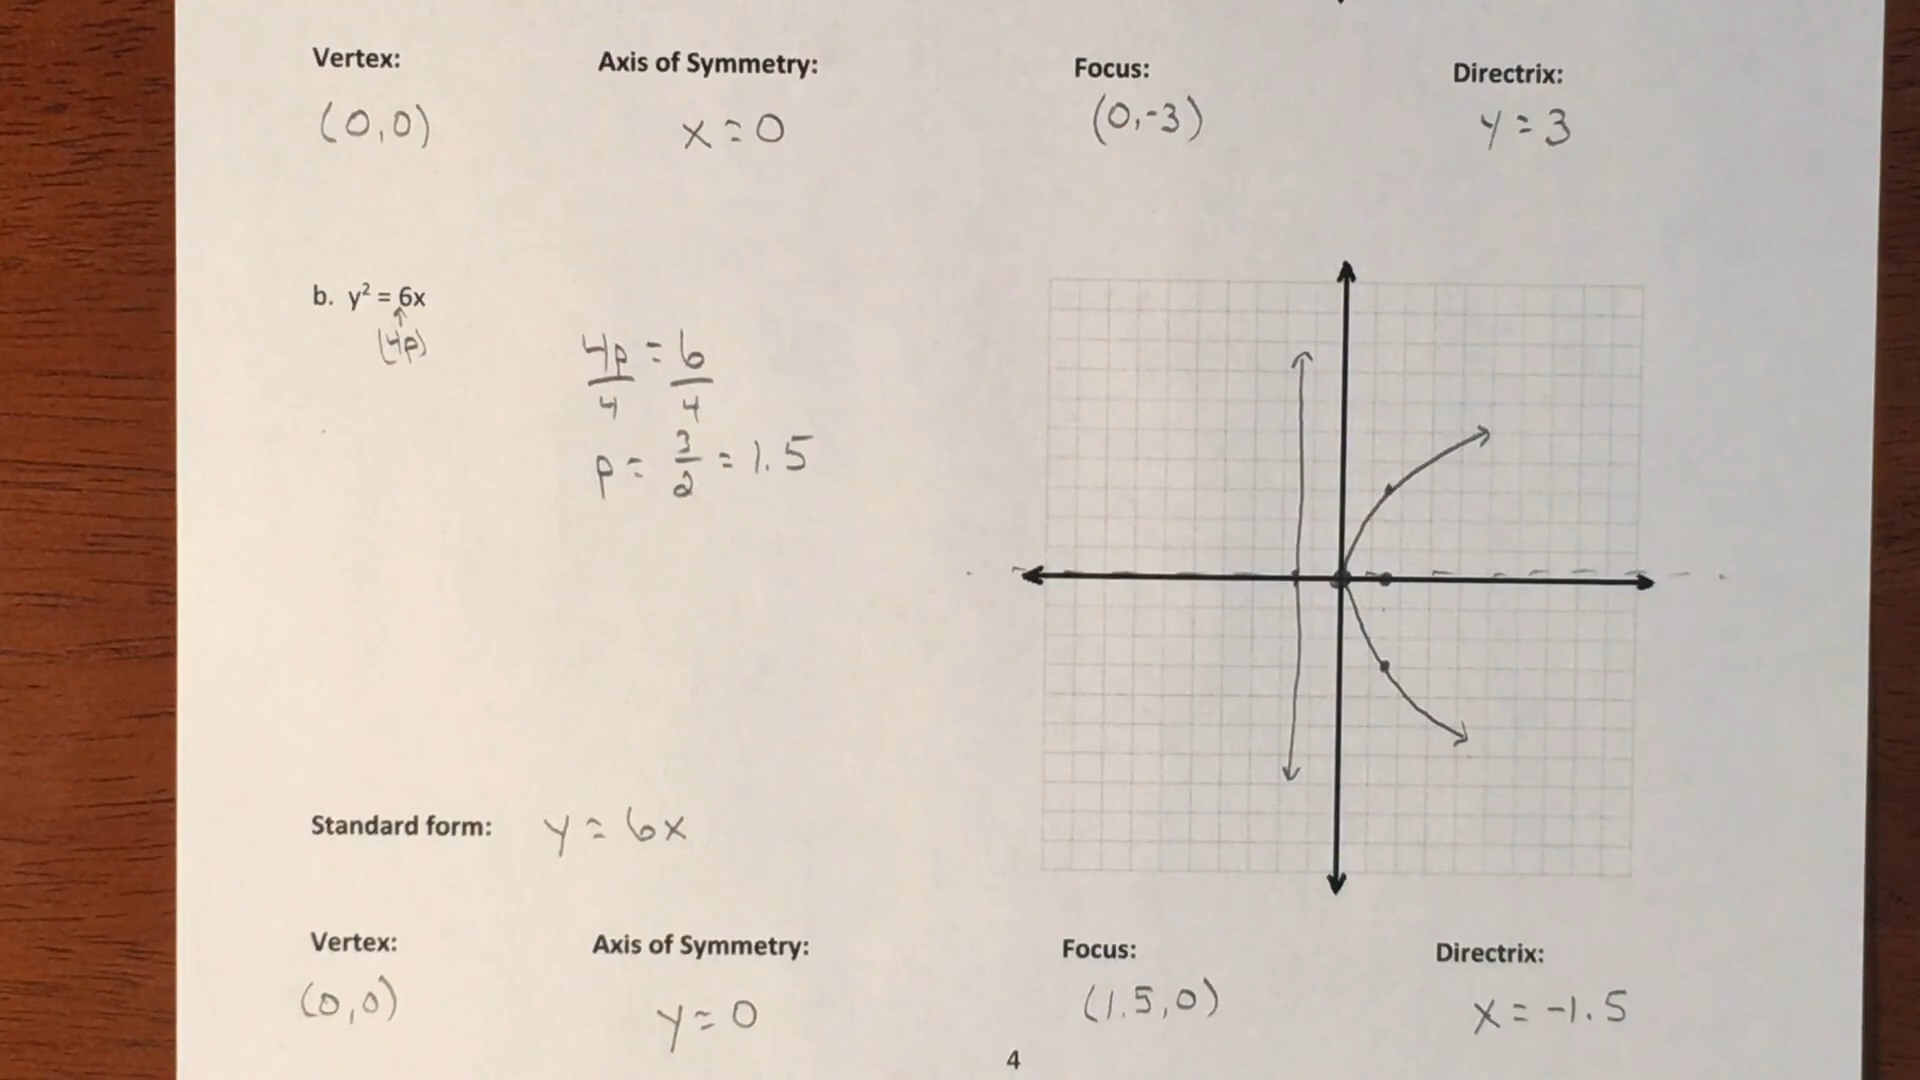 Vertex: Axis of Symmetry: Focus: Directrix:
(0,0) x = 0 (0,-3) y = 3
b. y² = 6x
(4p)
4p = 6
4 4
p = 3/2 = 1.5
Standard form: y = 6x
Vertex: Axis of Symmetry: Focus: Directrix:
(0,0) y = 0 (1.5,0) x = -1.5
4